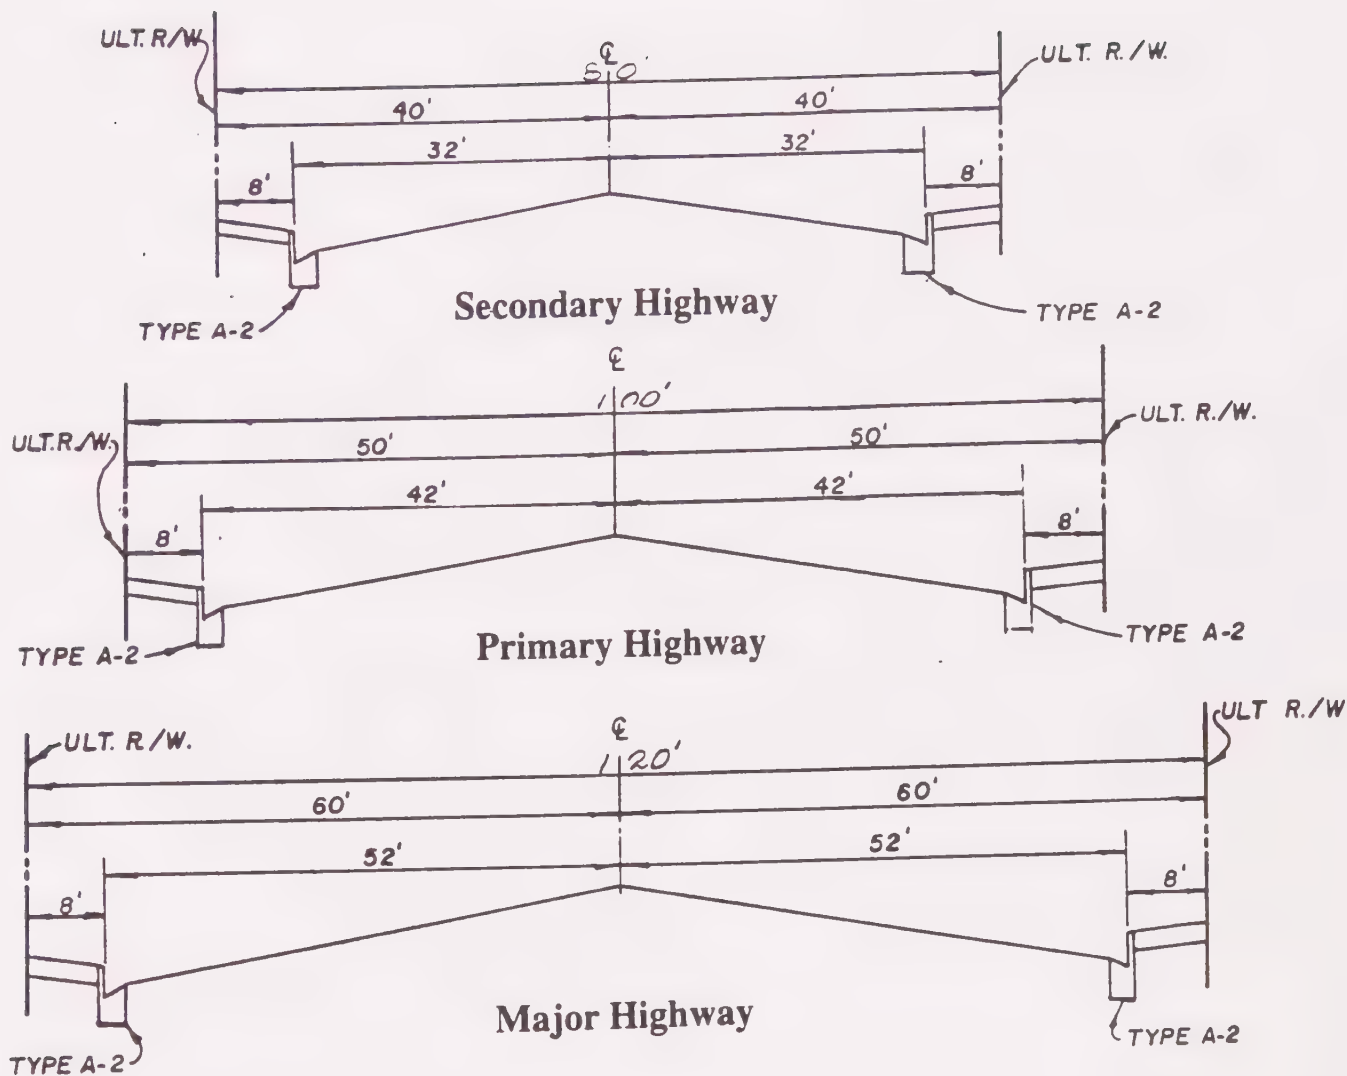 ULT. R/W.
℄
ULT. R./W.
80'
40' 40'
32' 32'
8' 8'
Secondary Highway
TYPE A-2 TYPE A-2
℄
100'
ULT. R./W.
ULT.R./W. 50' 50'
42' 42'
8' 8'
TYPE A-2 Primary Highway TYPE A-2
ULT. R./W
ULT. R./W. ℄
120'
60' 60'
52' 52'
8' 8'
Major Highway
TYPE A-2 TYPE A-2